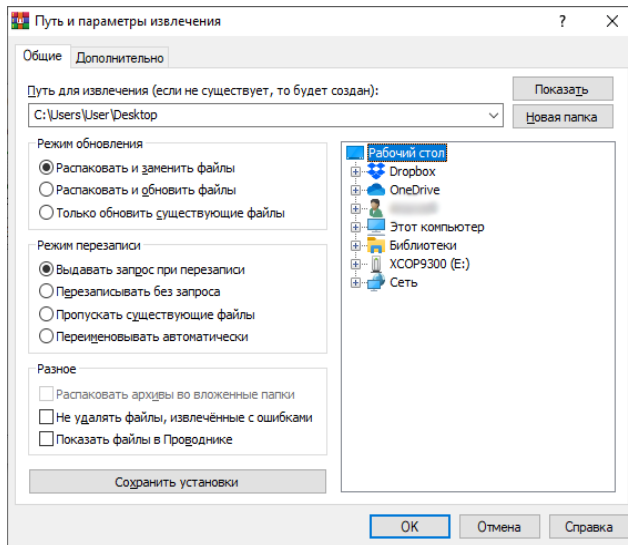 Путь и параметры извлечения
?
Общие
Дополнительно
Путь для извлечения (если не существует, то будет создан):
Показать
C:\Users\User\Desktop
Новая папка
Режим обновления
Распаковать и заменить файлы
Распаковать и обновить файлы
Только обновить существующие файлы
Режим перезаписи
Выдавать запрос при перезаписи
Перезаписывать без запроса
Пропускать существующие файлы
Переименовывать автоматически
Разное
Распаковать архивы во вложенные папки
Не удалять файлы, извлечённые с ошибками
Показать файлы в Проводнике
Сохранить установки
Рабочий стол
Dropbox
OneDrive
Этот компьютер
Библиотеки
XCOP9300 (E:)
Сеть
OK
Отмена
Справка